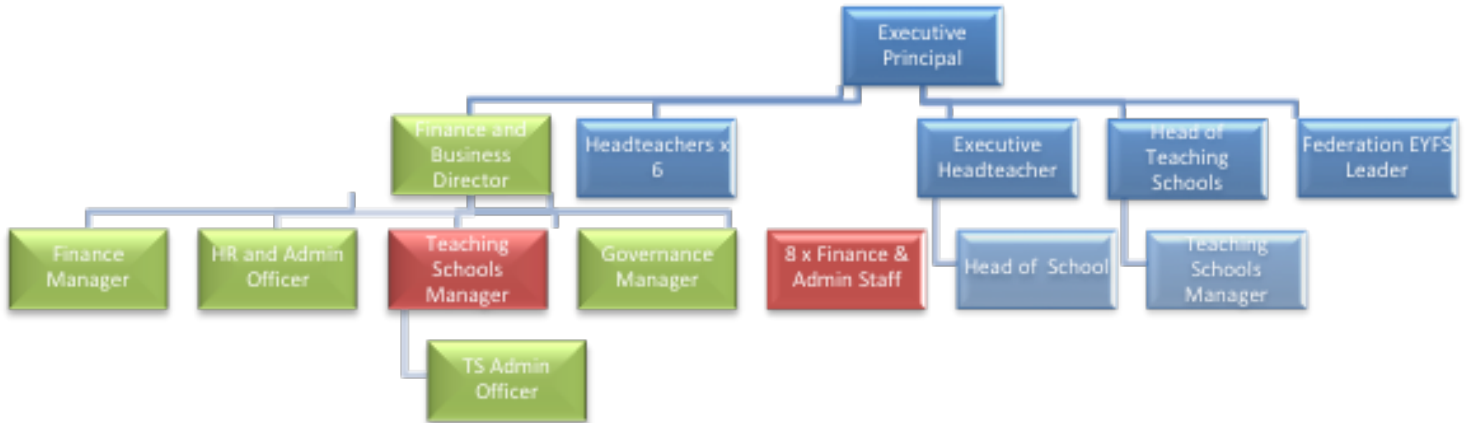 Executive
Principal
Finance and
Business
Director
Headteachers x
6
Executive
Headteacher
Head of
Teaching
Schools
Federation EYFS
Leader
Finance
Manager
HR and Admin
Officer
Teaching
Schools
Manager
Governance
Manager
8 x Finance &
Admin Staff
Head of School
Teaching
Schools
Manager
TS Admin
Officer